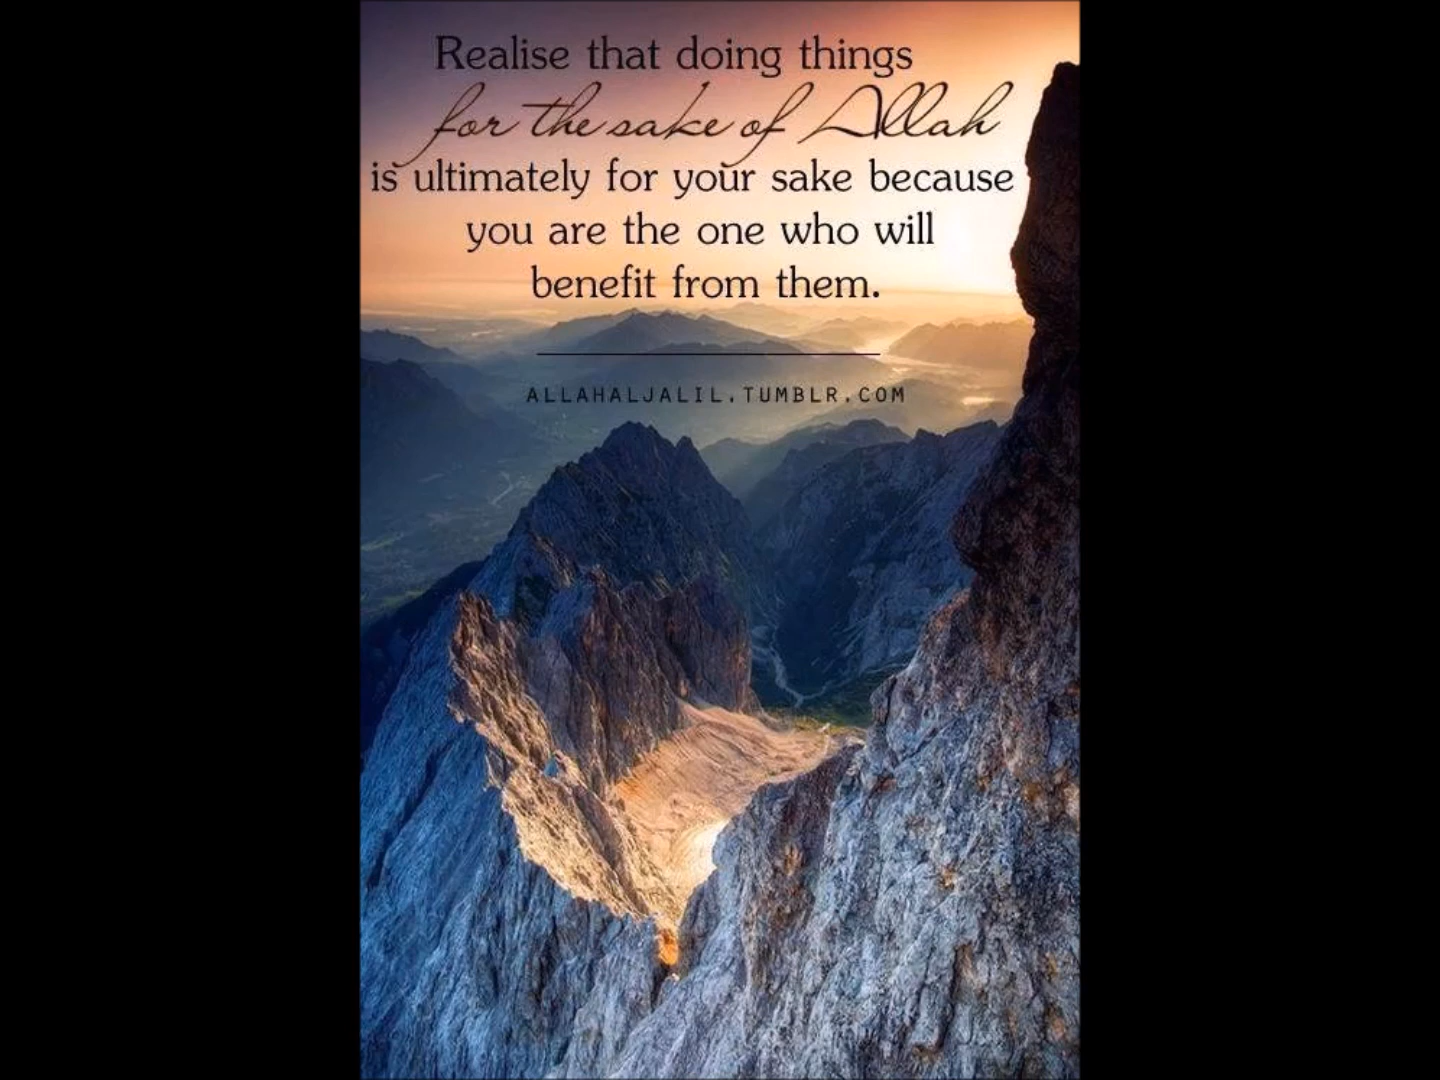 Realise that doing things
for the sake of Allah
is ultimately for your sake because
you are the one who will
benefit from them.
ALLAHALJALIL.TUMBLR.COM